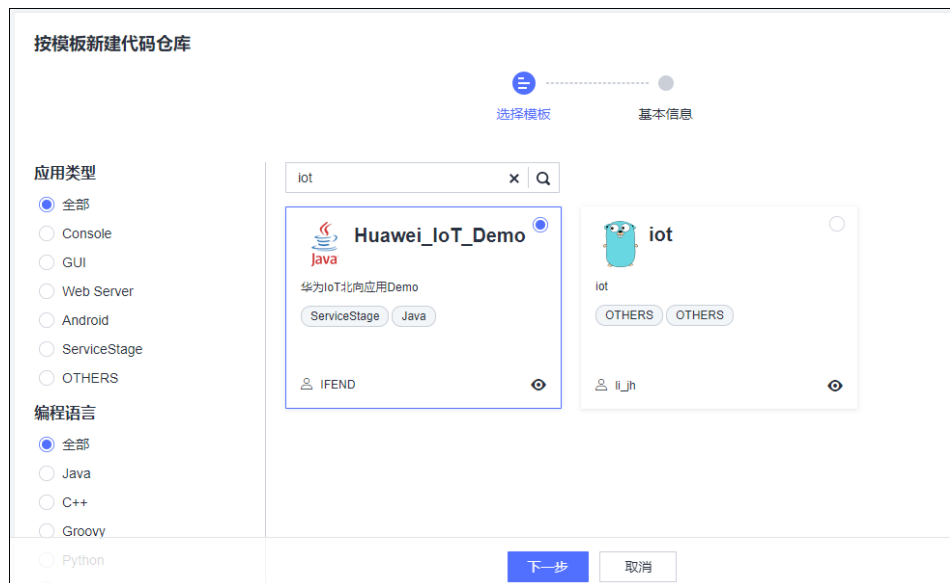 按模板新建代码仓库
选择模板
基本信息
应用类型
全部
Console
GUI
Web Server
Android
ServiceStage
OTHERS
编程语言
全部
Java
C++
Groovy
Python
iot
Java
Huawei_IoT_Demo
华为IoT北向应用Demo
ServiceStage Java
IFEND
iot
iot
OTHERS OTHERS
li_jh
下一步 取消